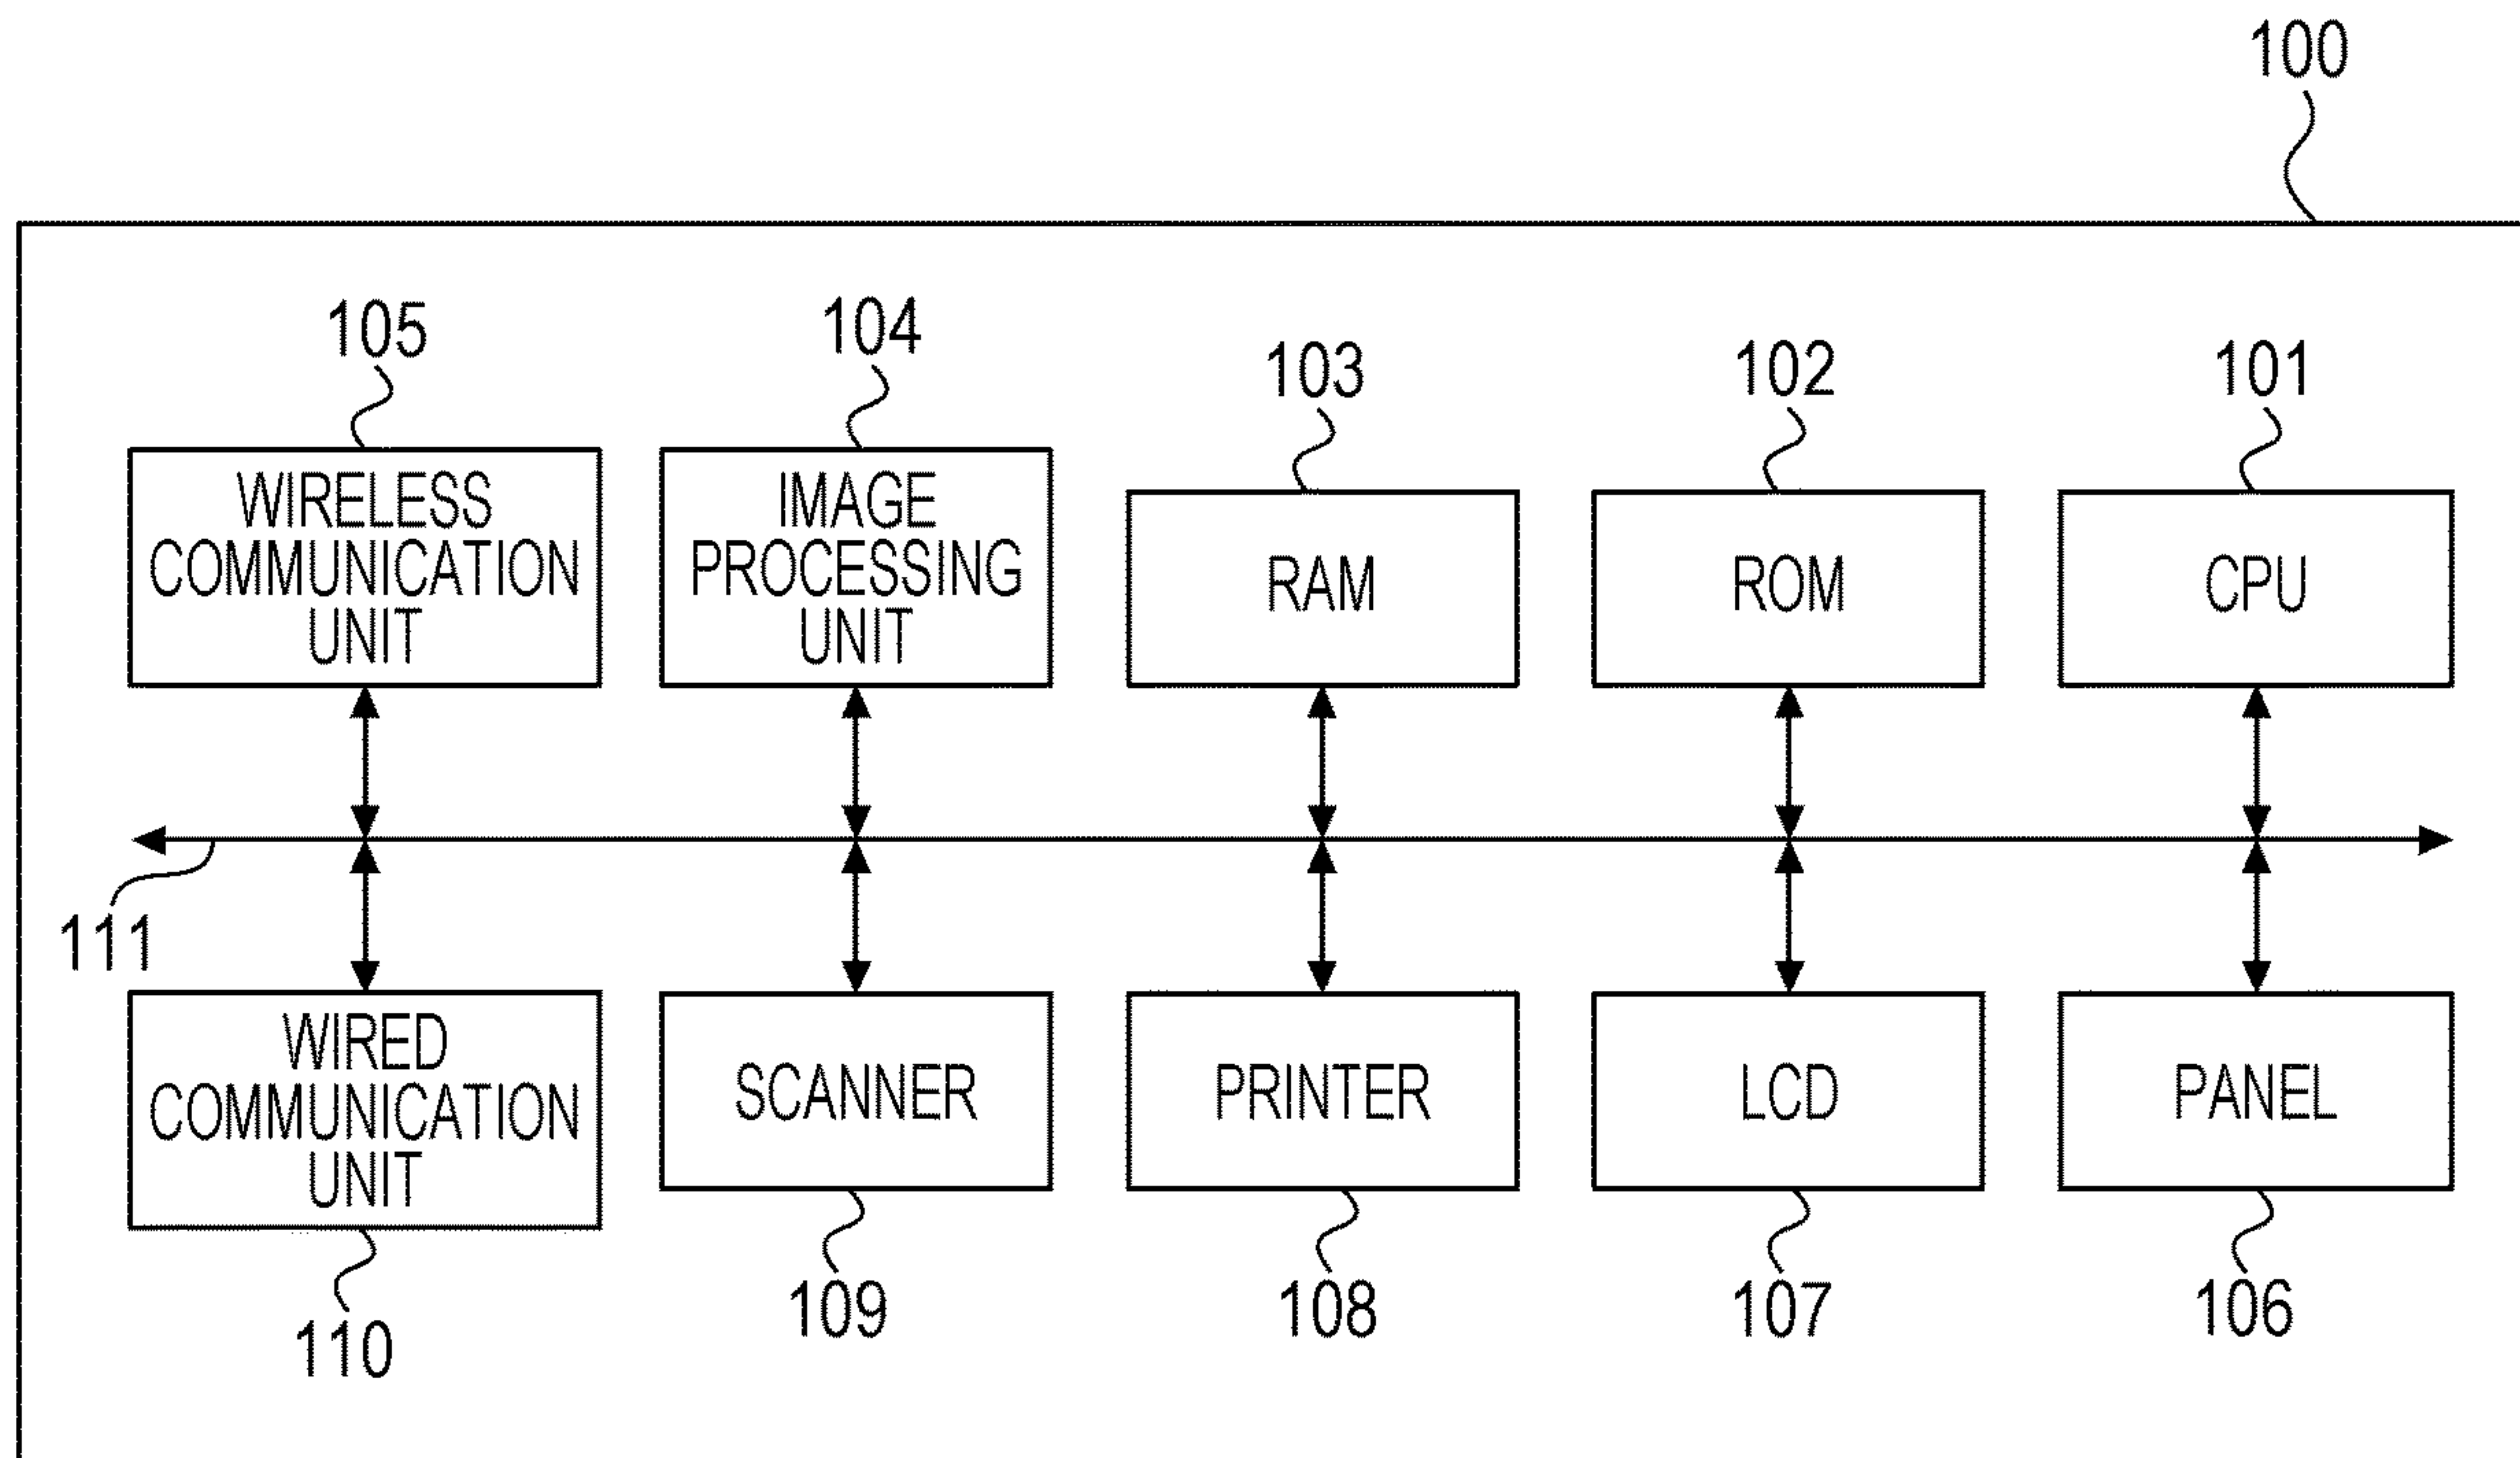 100
105
104
103
102
101
WIRELESS
COMMUNICATION
UNIT
IMAGE
PROCESSING
UNIT
RAM
ROM
CPU
111
WIRED
COMMUNICATION
UNIT
SCANNER
PRINTER
LCD
PANEL
110
109
108
107
106